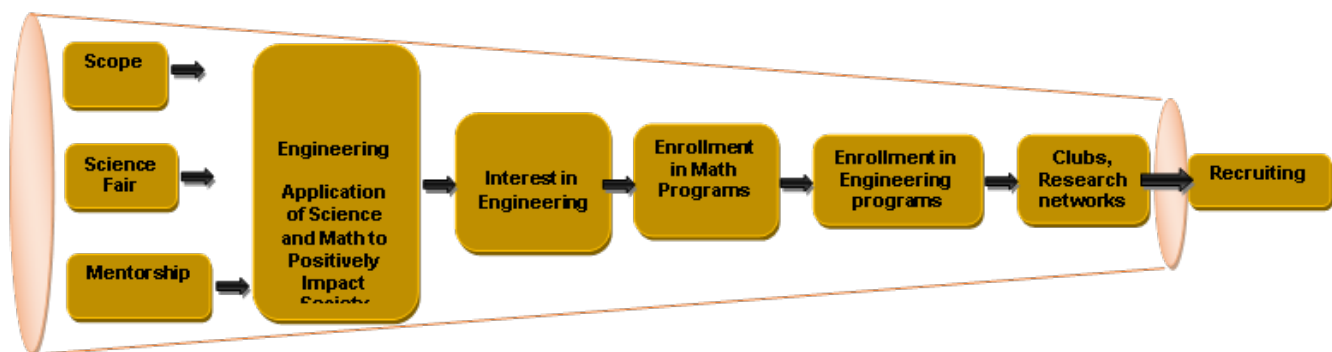 Scope
Science
Fair
Mentorship
Engineering
Application
of Science
and Math to
Positively
Impact
Society
Interest in
Engineering
Enrollment
in Math
Programs
Enrollment in
Engineering
programs
Clubs,
Research
networks
Recruiting